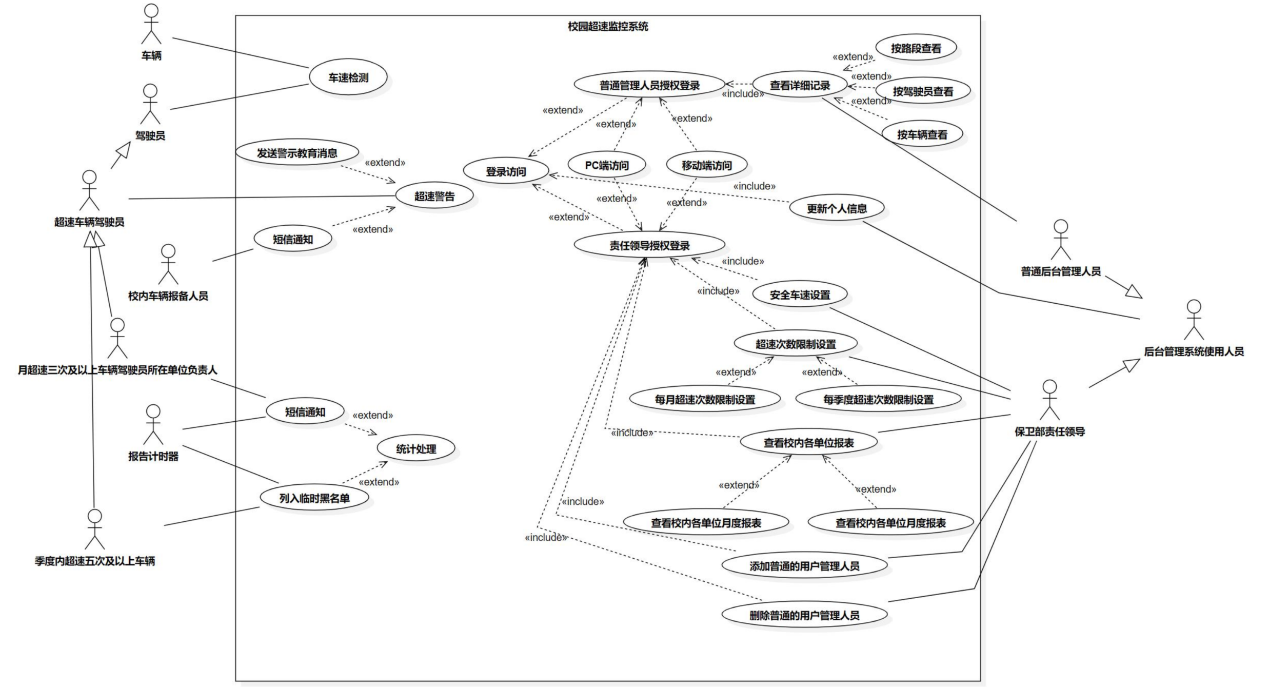 校园超速监控系统
车辆
驾驶员
超速车辆驾驶员
校内车辆报备人员
月超速三次及以上车辆驾驶员所在单位负责人
报告计时器
季度内超速五次及以上车辆
车速检测
发送警示教育消息
«extend»
超速警告
短信通知
«extend»
短信通知
«extend»
统计处理
列入临时黑名单
«extend»
普通管理人员授权登录
«include»
查看详细记录
«extend»
按路段查看
«extend»
按驾驶员查看
«extend»
按车辆查看
«extend»
«extend»
«extend»
登录访问
PC端访问
移动端访问
«include»
更新个人信息
«extend»
«extend»
«extend»
责任领导授权登录
«include»
安全车速设置
«include»
超速次数限制设置
«extend»
«extend»
每月超速次数限制设置
每季度超速次数限制设置
«include»
查看校内各单位报表
«extend»
«extend»
查看校内各单位月度报表
查看校内各单位月度报表
«include»
添加普通的用户管理人员
«include»
删除普通的用户管理人员
普通后台管理人员
后台管理系统使用人员
保卫部责任领导